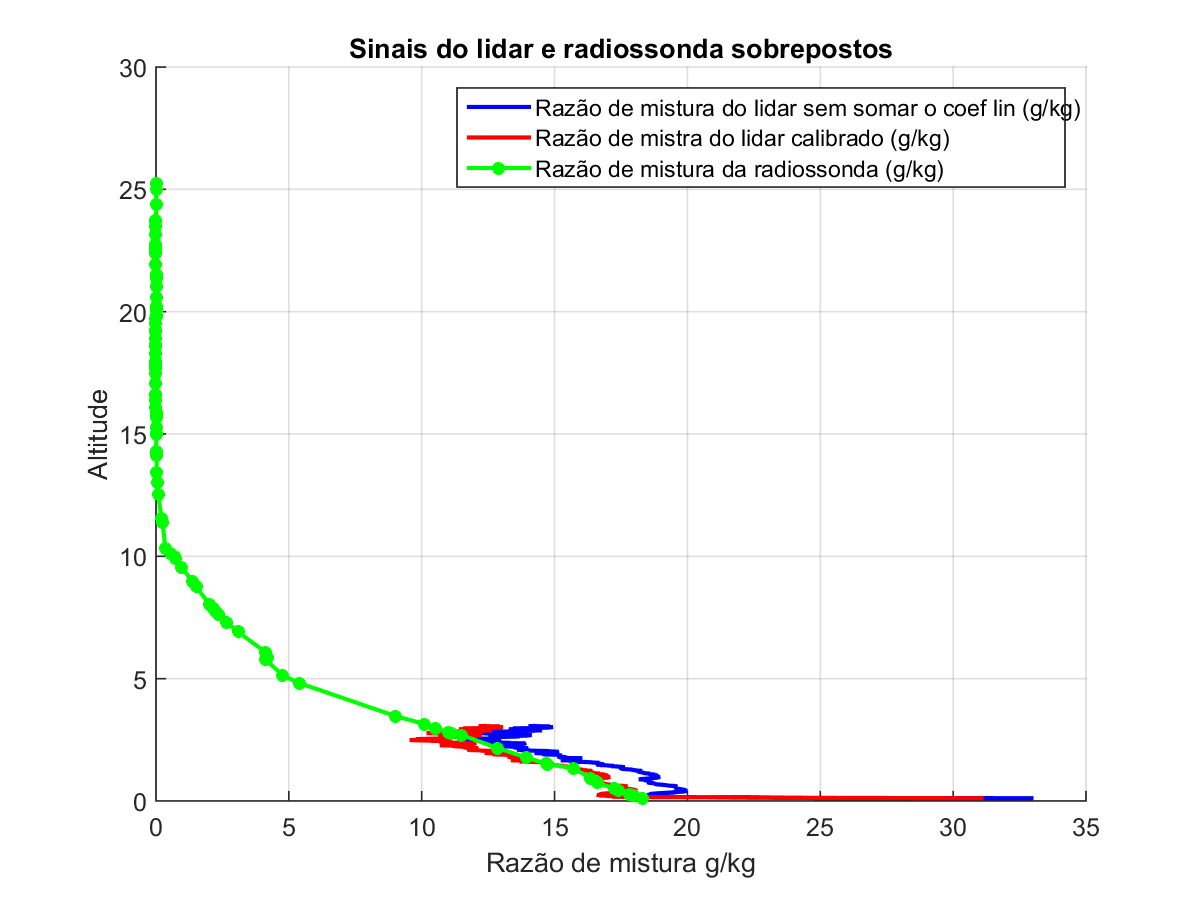 Sinais do lidar e radiossonda sobrepostos
30
Razão de mistura do lidar sem somar o coef lin (g/kg)
Razão de mistra do lidar calibrado (g/kg)
Razão de mistura da radiossonda (g/kg)
25
20
15
10
5
0
Altitude
0 5 10 15 20 25 30 35
Razão de mistura g/kg